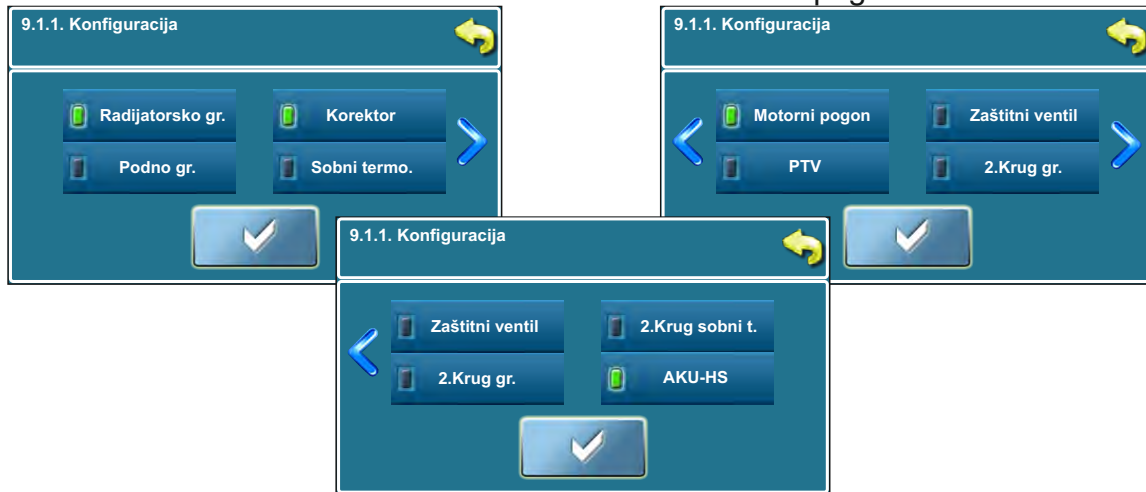 9.1.1. Konfiguracija
Radijatorsko gr.
Korektor
Podno gr.
Sobni termo.
9.1.1. Konfiguracija
Motorni pogon
Zaštitni ventil
PTV
2.Krug gr.
9.1.1. Konfiguracija
Zaštitni ventil
2.Krug sobni t.
2.Krug gr.
AKU-HS